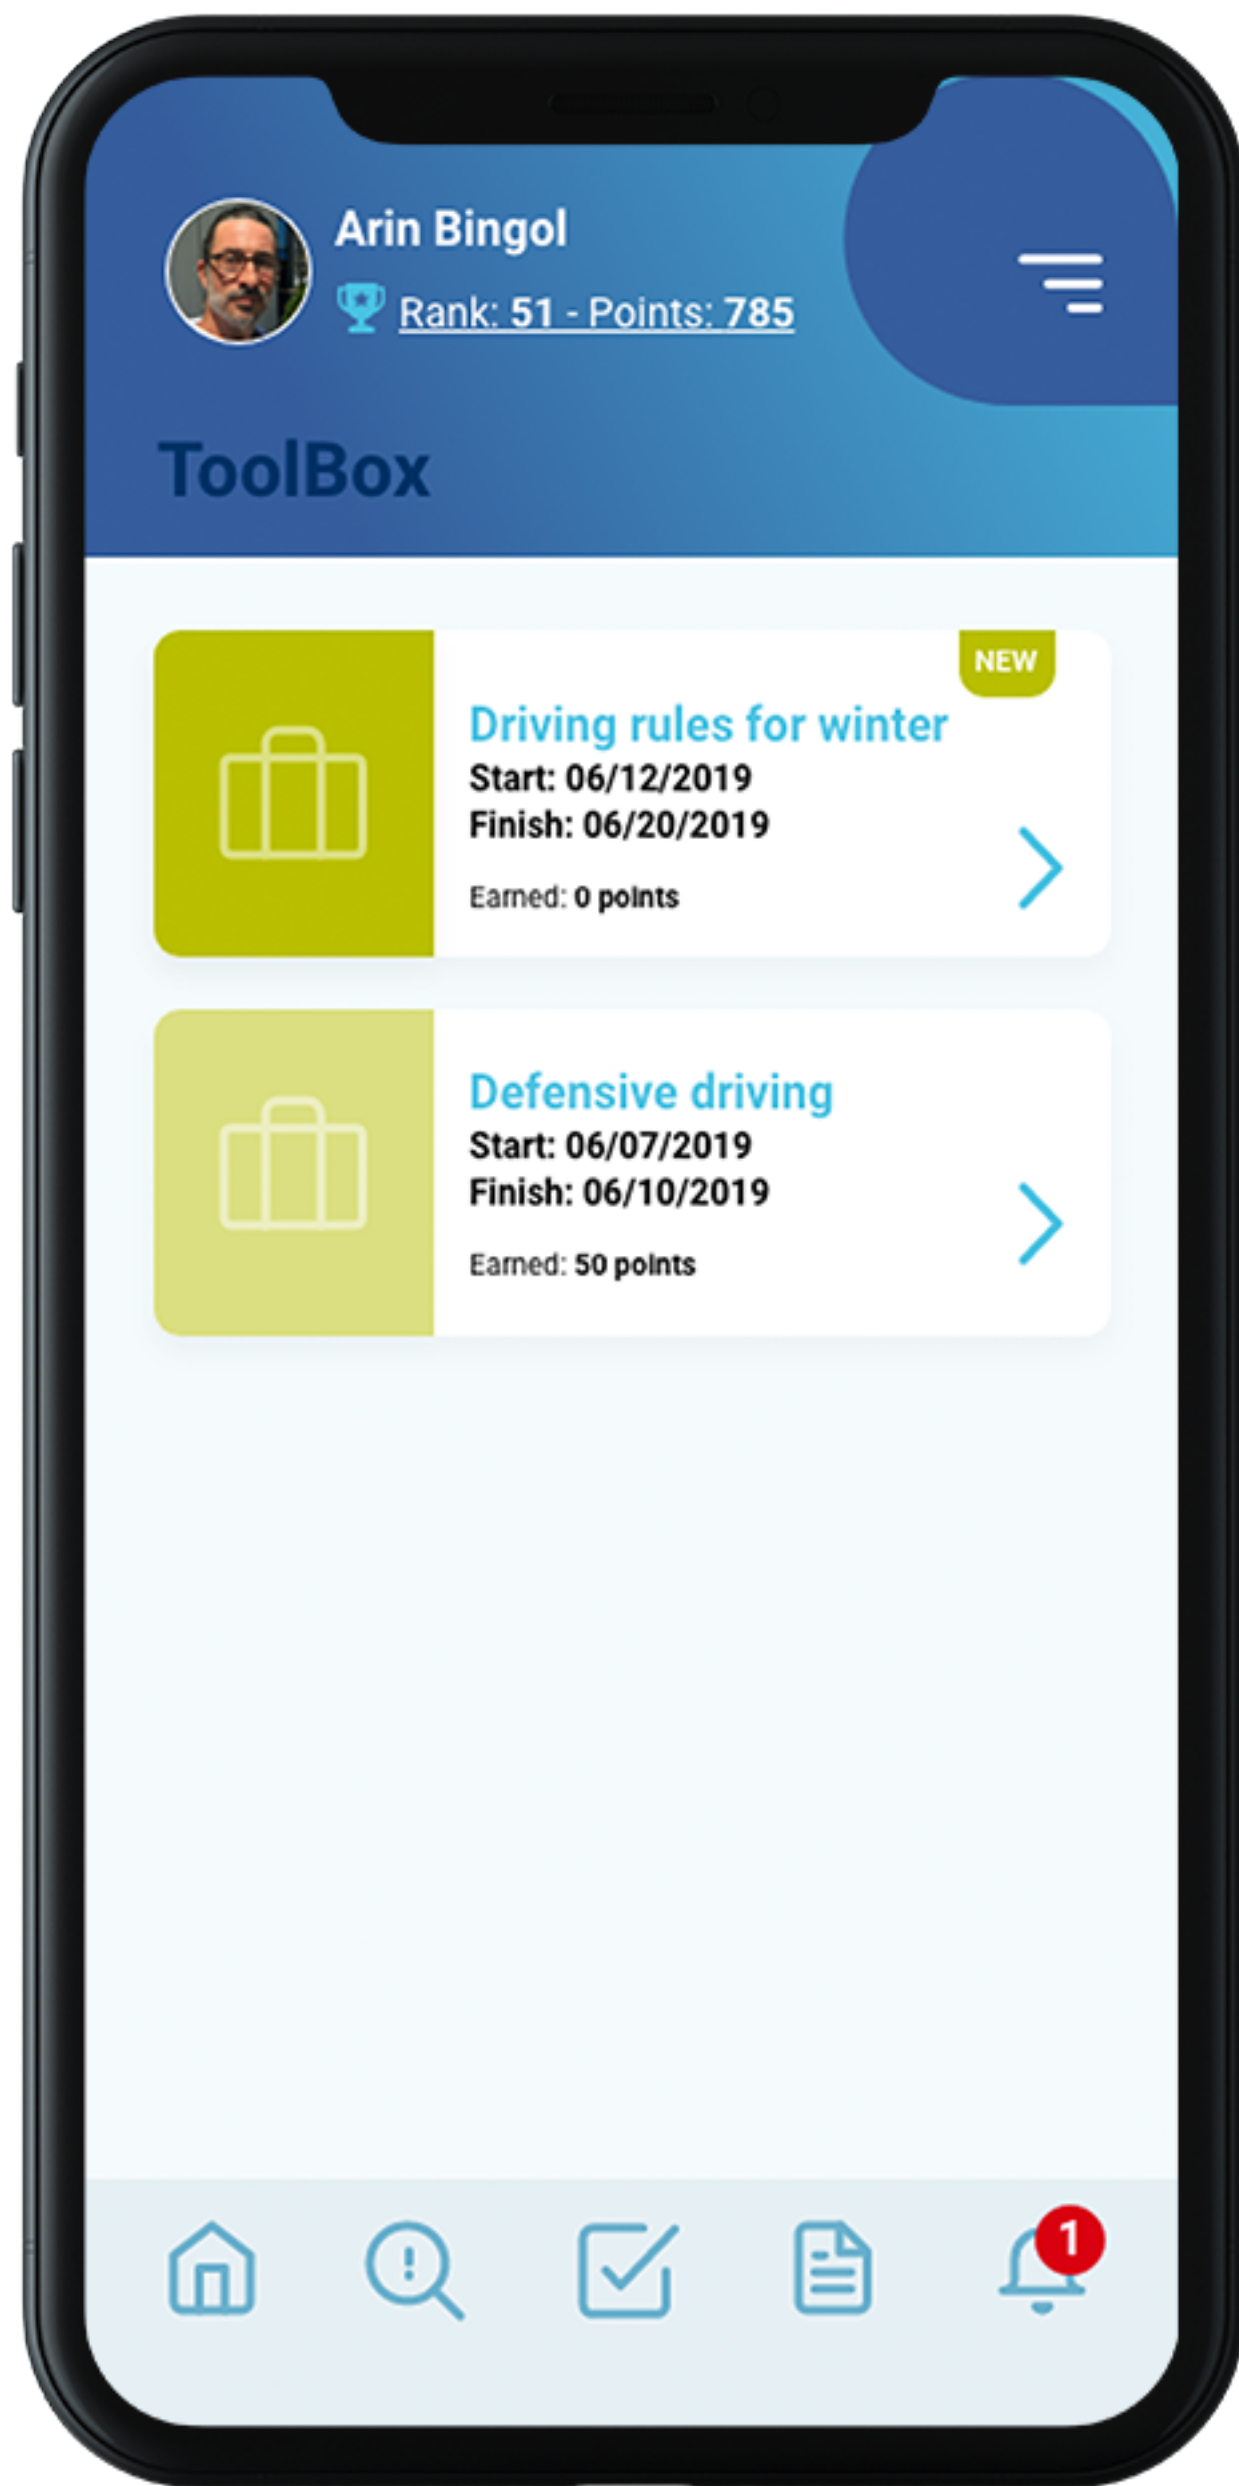 Arin Bingol
Rank: 51 - Points: 785
ToolBox
NEW
Driving rules for winter
Start: 06/12/2019
Finish: 06/20/2019
Earned: 0 points
Defensive driving
Start: 06/07/2019
Finish: 06/10/2019
Earned: 50 points
1